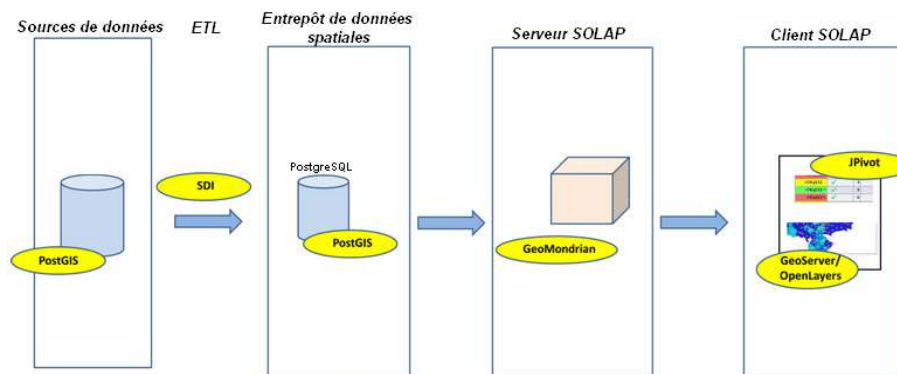 Sources de données
ETL
Entrepôt de données
spatiales
Serveur SOLAP
Client SOLAP
PostGIS
SDI
PostgreSQL
PostGIS
GeoMondrian
JPivot
GeoServer/
OpenLayers